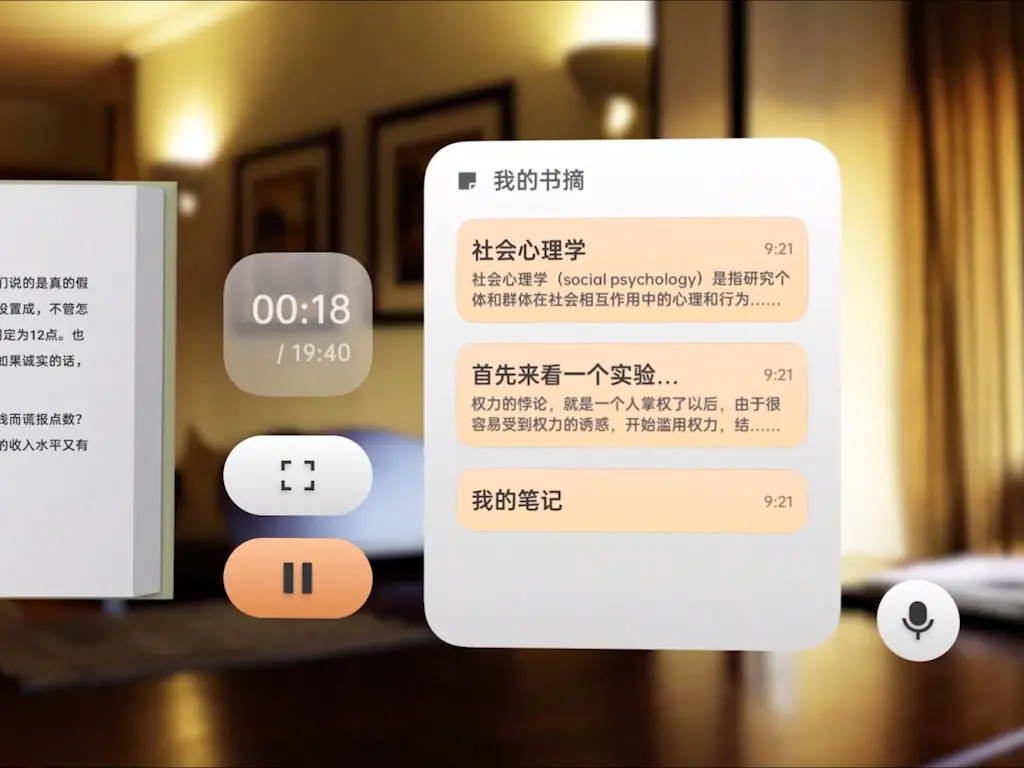 们说的是真的假
设置成，不管怎
定为12点。也
如果诚实的话，
钱而谎报点数？
的收入水平又有
00:18
/ 19:40
我的书摘
社会心理学 9:21
社会心理学（social psychology）是指研究个
体和群体在社会相互作用中的心理和行为……
首先来看一个实验... 9:21
权力的悖论，就是一个人掌权了以后，由于很
容易受到权力的诱惑，开始滥用权力，结……
我的笔记 9:21